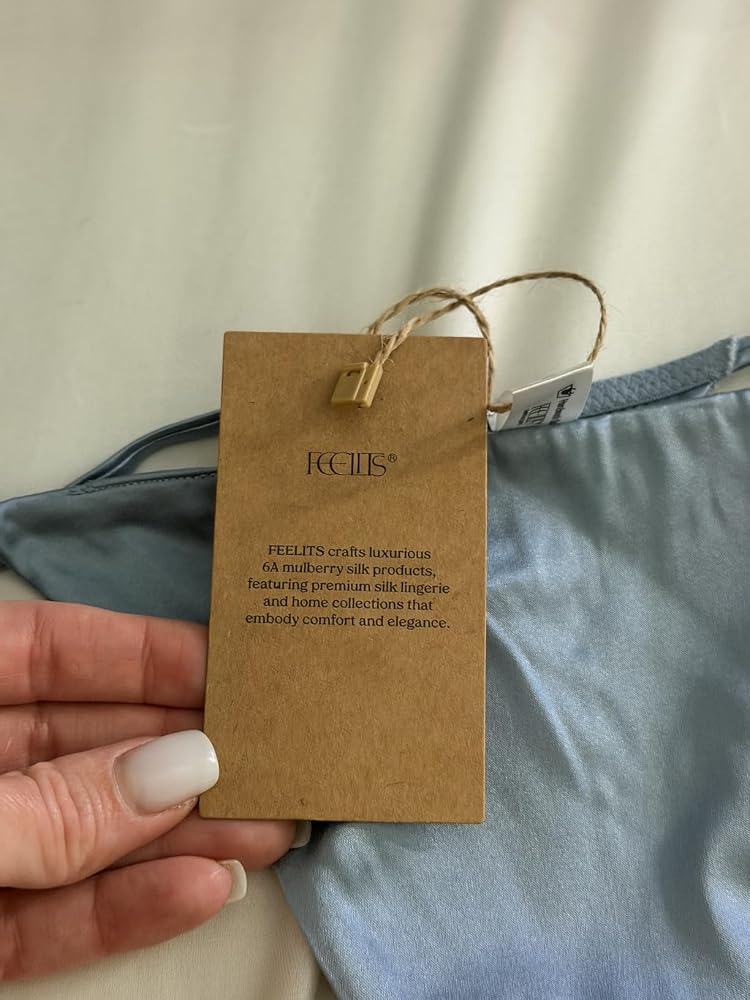 FEELITS®
FEELITS crafts luxurious
6A mulberry silk products,
featuring premium silk lingerie
and home collections that
embody comfort and elegance.